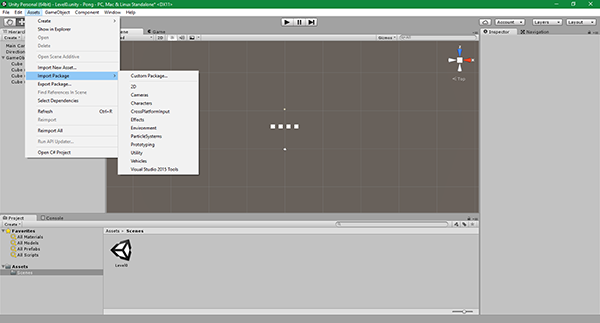 Unity Personal (64bit) - Level0.unity - Pong - PC, Mac & Linux Standalone* <DX11>
File Edit Assets GameObject Component Window Help
Account Layers Layout
Hierarchy
Create
Main Cam
Direction
GameObj
Cube
Cube
Cube
Cube
Create
Show in Explorer
Open
Delete
Open Scene Additive
Import New Asset...
Import Package
Export Package...
Find References In Scene
Select Dependencies
Refresh Ctrl+R
Reimport
Reimport All
Run API Updater...
Open C# Project
Custom Package...
2D
Cameras
Characters
CrossPlatformInput
Effects
Environment
ParticleSystems
Prototyping
Utility
Vehicles
Visual Studio 2015 Tools
Game
2D
Gizmos
All
Top
Inspector Navigation
Project Console
Create
Favorites
All Materials
All Models
All Prefabs
All Scripts
Assets
Scenes
Assets Scenes
Level0